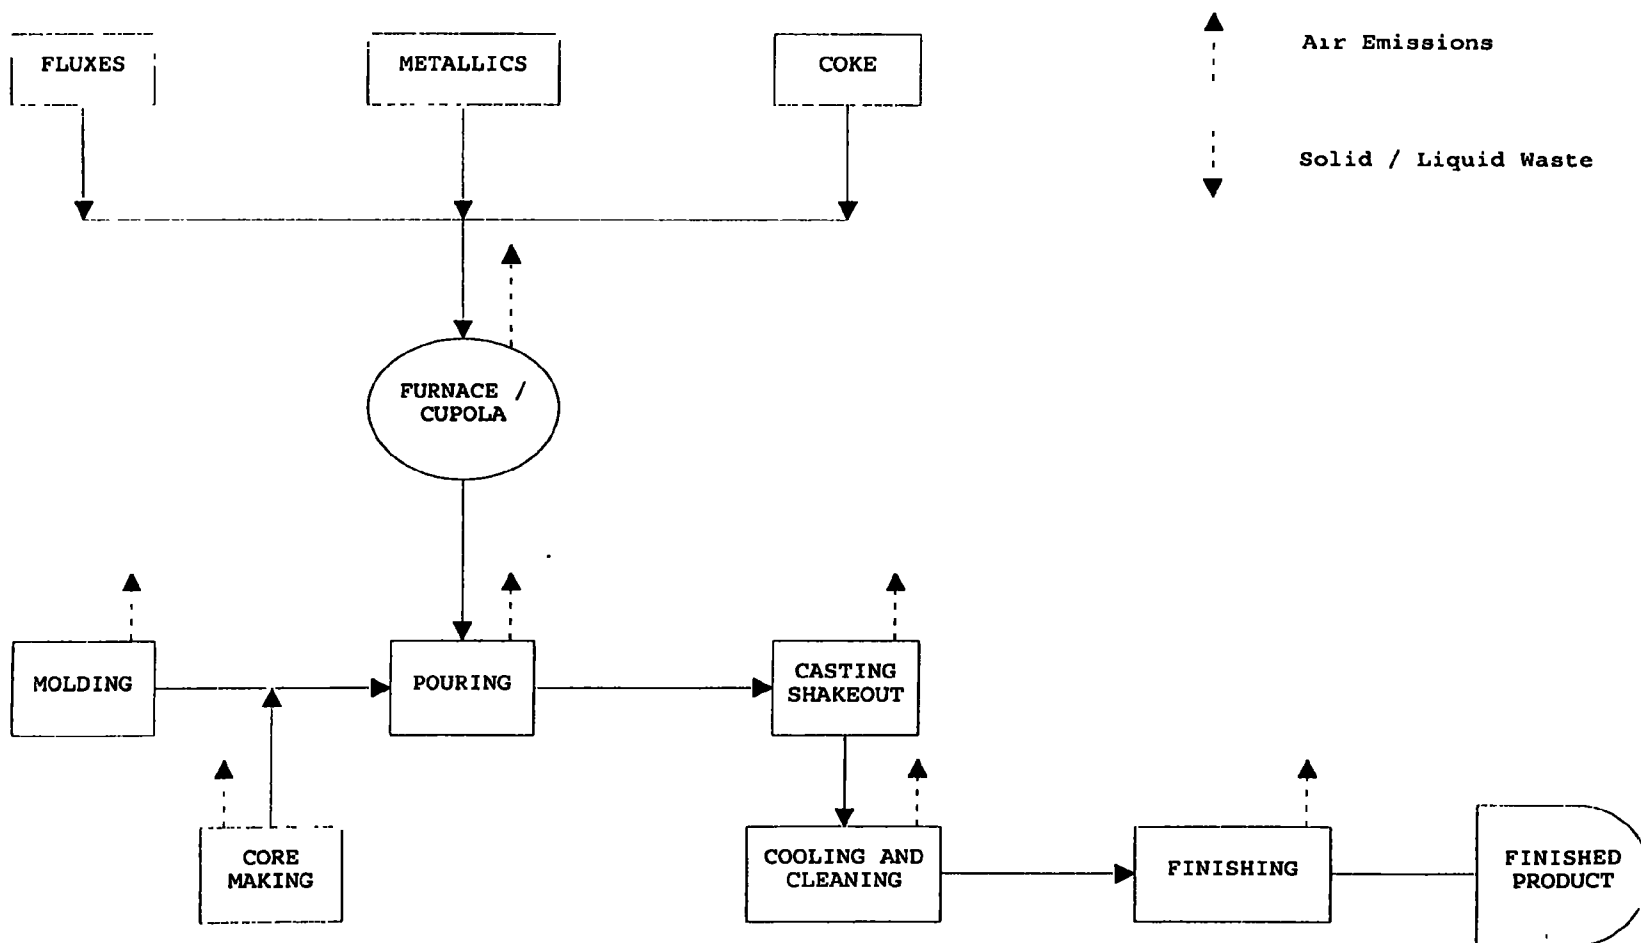 FLUXES
METALLICS
COKE
Air Emissions
Solid / Liquid Waste
FURNACE /
CUPOLA
MOLDING
POURING
CASTING
SHAKEOUT
CORE
MAKING
COOLING AND
CLEANING
FINISHING
FINISHED
PRODUCT